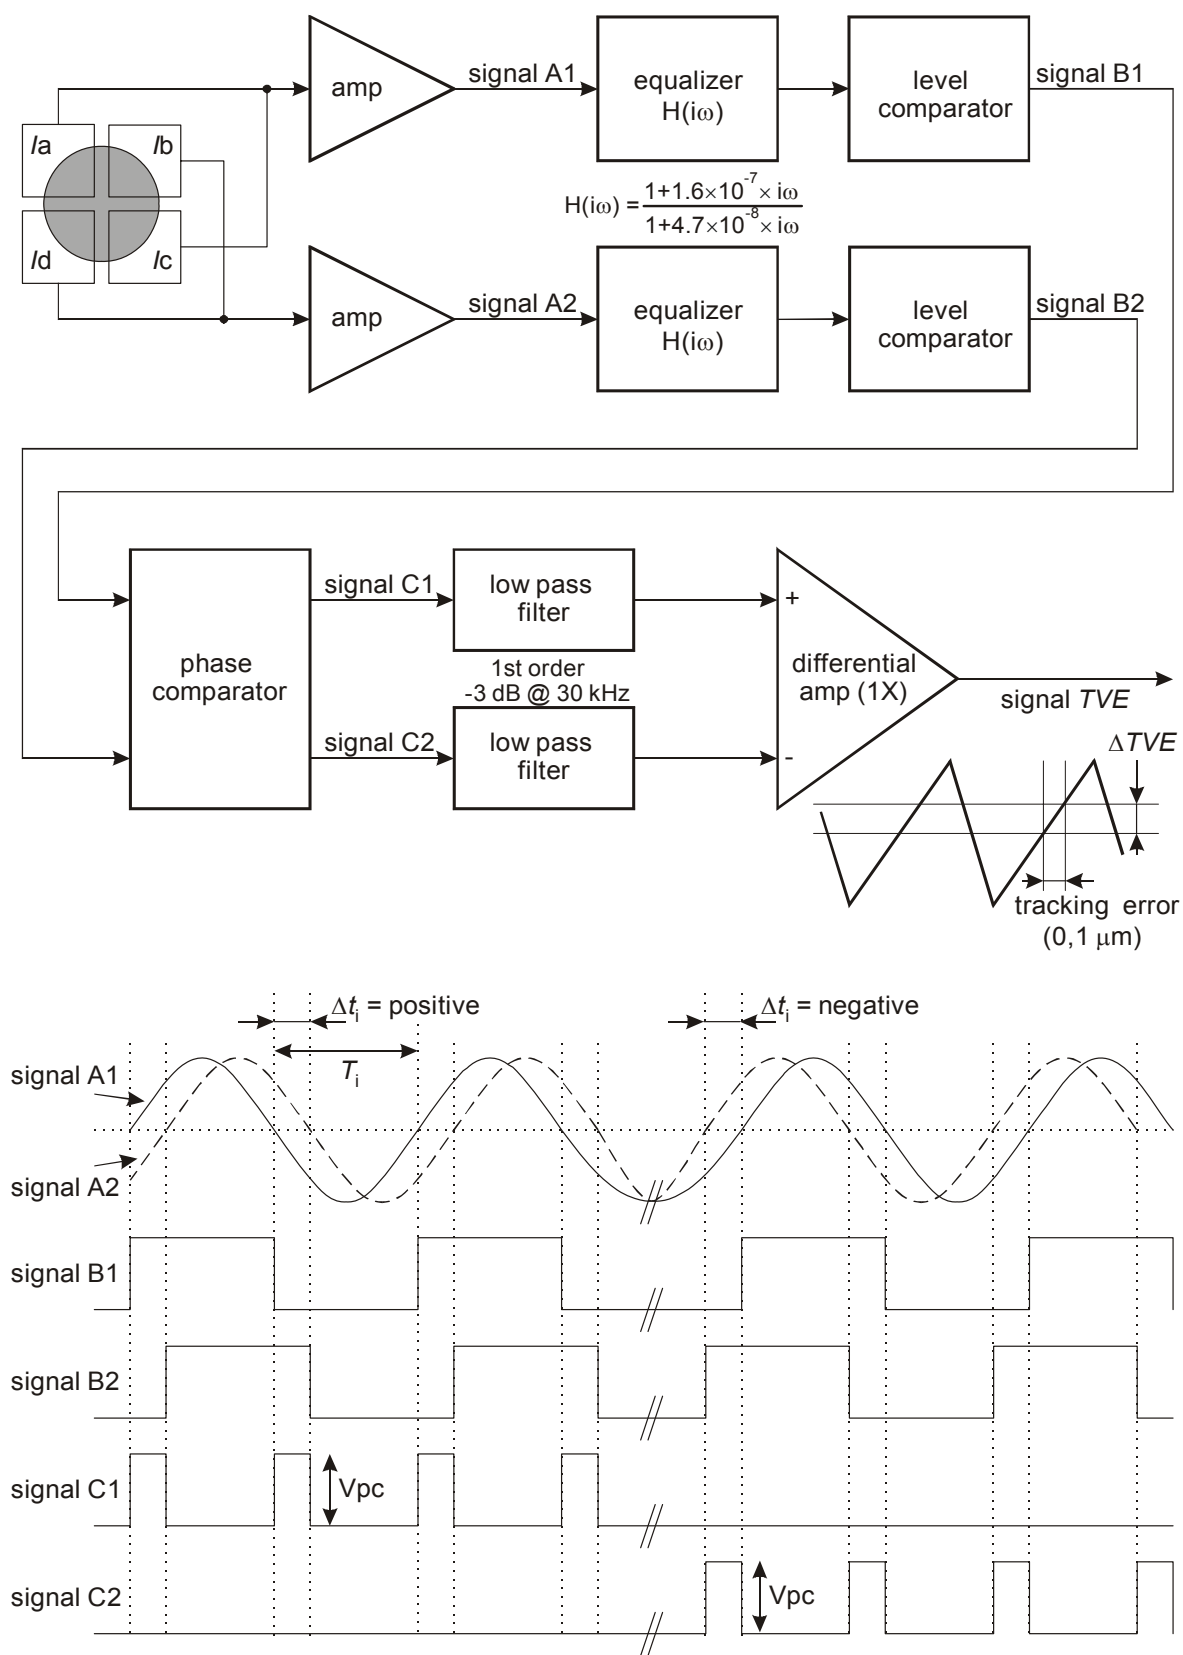 amp
signal A1
equalizer
H(iω)
level
comparator
signal B1
Ia
Ib
Id
Ic
H(iω) = 1+1.6×10^-7 × iω
1+4.7×10^-8 × iω
amp
signal A2
equalizer
H(iω)
level
comparator
signal B2
phase
comparator
signal C1
low pass
filter
1st order
-3 dB @ 30 kHz
signal C2
low pass
filter
+
differential
amp (1X)
-
signal TVE
ΔTVE
tracking error
(0,1 μm)
Δti = positive
Δti = negative
Ti
signal A1
signal A2
signal B1
signal B2
signal C1
Vpc
signal C2
Vpc